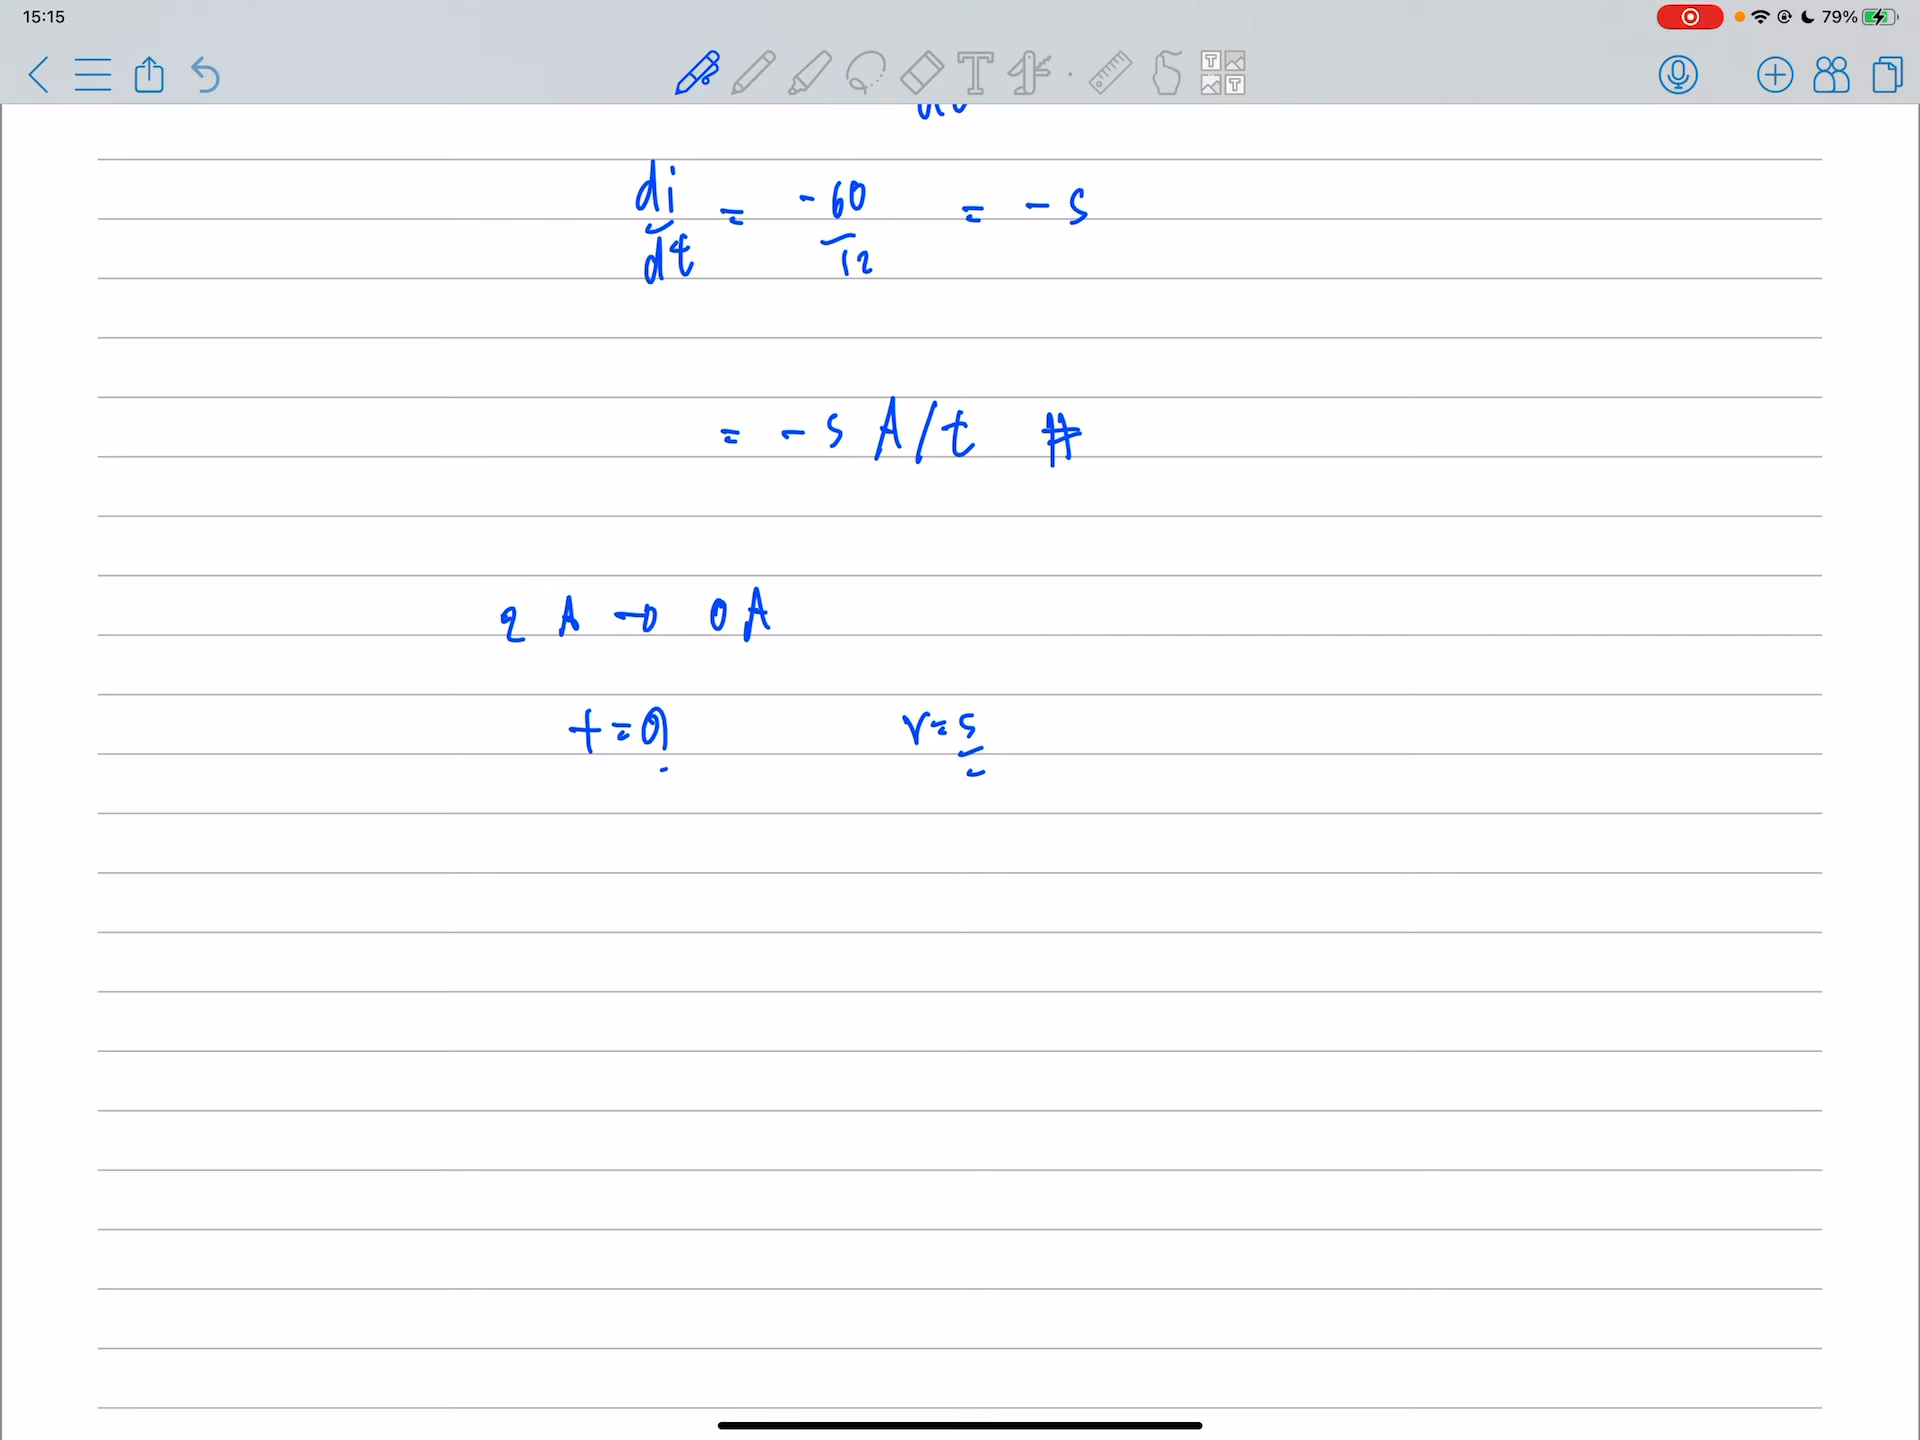 15:15 79%
di/dt = -60/12 = - 5
= - 5 A/t #
2 A → 0 A
t = 0 r = 5